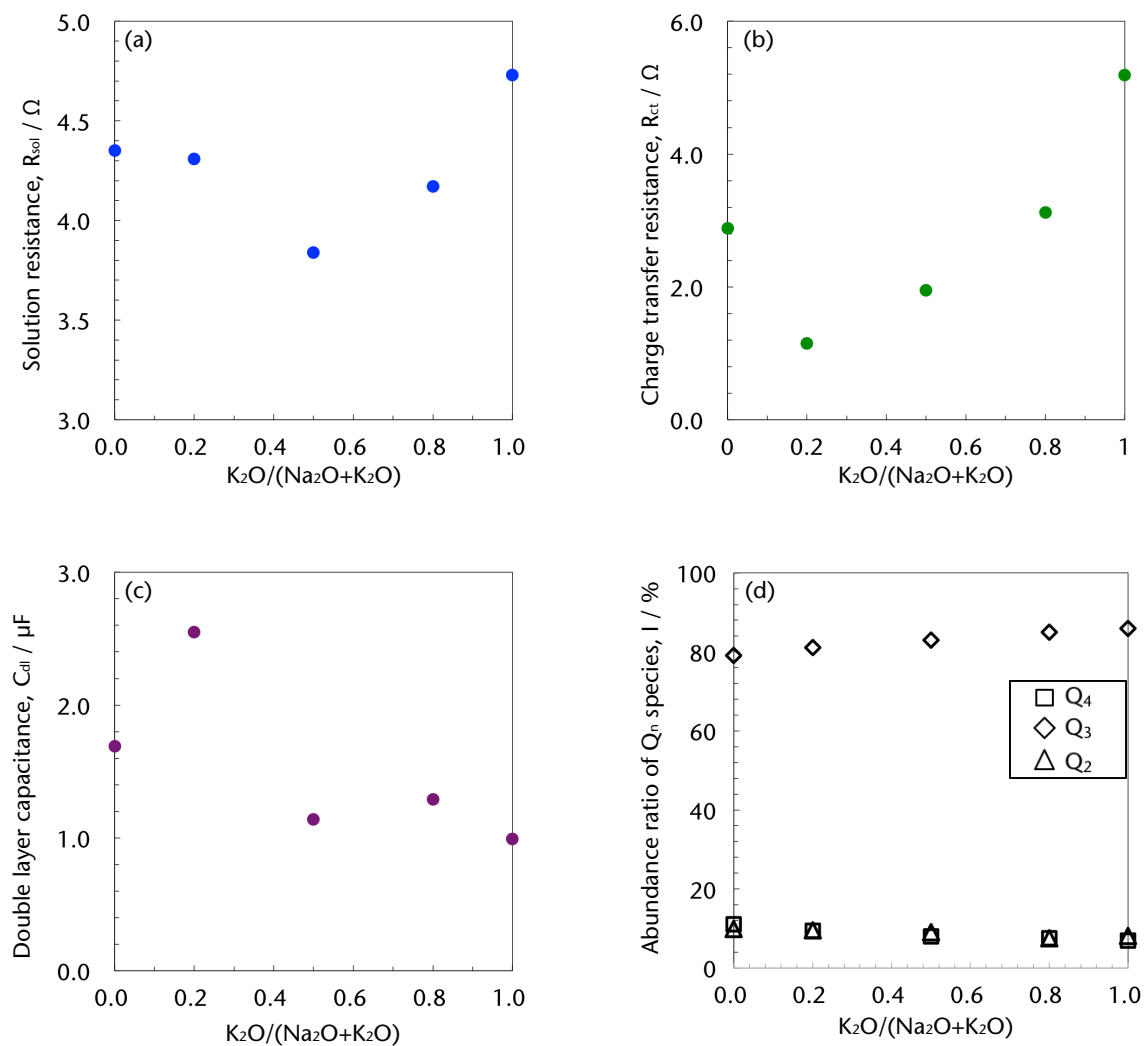 (a)
Solution resistance, Rsol / Ω
5.0
4.5
4.0
3.5
3.0
0.0 0.2 0.4 0.6 0.8 1.0
K₂O/(Na₂O+K₂O)
(b)
Charge transfer resistance, Rct / Ω
6.0
4.0
2.0
0.0
0 0.2 0.4 0.6 0.8 1
K₂O/(Na₂O+K₂O)
(c)
Double layer capacitance, Cdl / µF
3.0
2.0
1.0
0.0
0.0 0.2 0.4 0.6 0.8 1.0
K₂O/(Na₂O+K₂O)
(d)
Abundance ratio of Qn species, I / %
100
80
60
40
20
0
Q₄
Q₃
Q₂
0.0 0.2 0.4 0.6 0.8 1.0
K₂O/(Na₂O+K₂O)